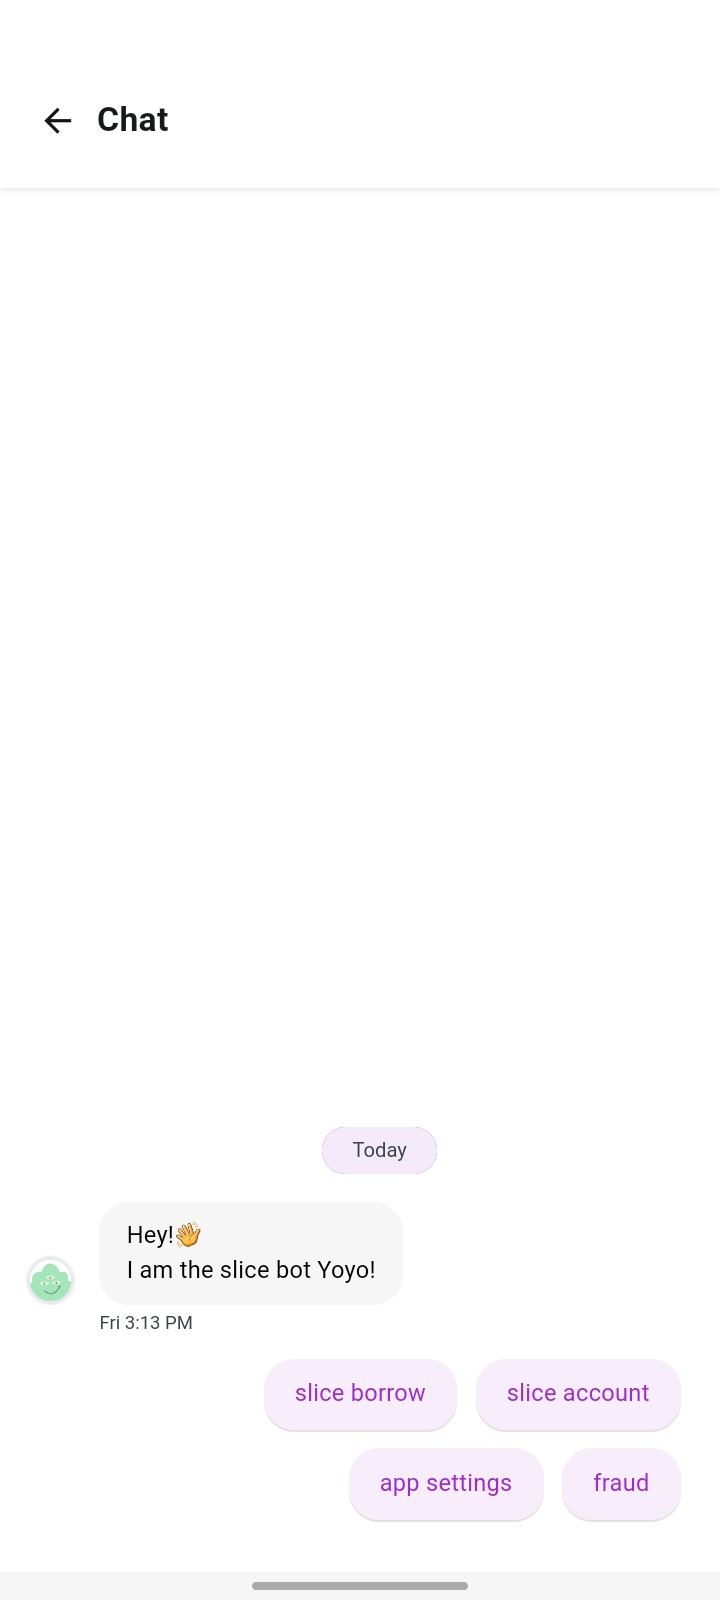 Chat
Today
Hey!👋
I am the slice bot Yoyo!
Fri 3:13 PM
slice borrow
slice account
app settings
fraud